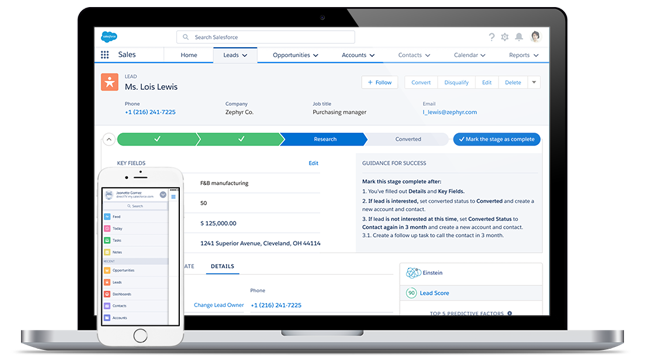 salesforce
Search Salesforce
Sales
Home
Leads
Opportunities
Accounts
Contacts
Calendar
Reports
LEAD
Ms. Lois Lewis
+ Follow
Convert
Disqualify
Edit
Delete
Phone
Company
Job title
Email
+1 (216) 241-7225
Zephyr Co.
Purchasing manager
l_lewis@zephyr.com
Research
Converted
Mark the stage as complete
KEY FIELDS
Edit
F&B manufacturing
50
$ 125,000.00
1241 Superior Avenue, Cleveland, OH 44114
GUIDANCE FOR SUCCESS
Mark this stage complete after:
1. You've filled out Details and Key Fields.
2. If lead is interested, set converted status to Converted and create a
new account and contact.
3. If lead is not interested at this time, set Converted Status to
Contact again in 3 month and create a new account and contact.
3.1. Create a follow up task to call the contact in 3 month.
ATE
DETAILS
Phone
Change Lead Owner
+1 (216) 241-7225
Einstein
90
Lead Score
TOP 5 PREDICTIVE FACTORS
Search
Feed
Today
Tasks
Notes
Opportunities
Leads
Dashboards
Contacts
Accounts